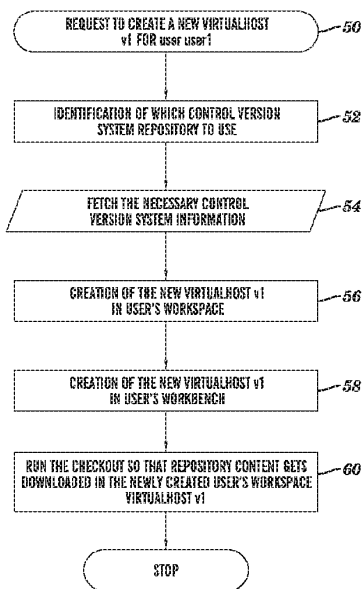 REQUEST TO CREATE A NEW VIRTUALHOST
v1 FOR user user1
50
IDENTIFICATION OF WHICH CONTROL VERSION
SYSTEM REPOSITORY TO USE
52
FETCH THE NECESSARY CONTROL
VERSION SYSTEM INFORMATION
54
CREATION OF THE NEW VIRTUALHOST v1
IN USER'S WORKSPACE
56
CREATION OF THE NEW VIRTUALHOST v1
IN USER'S WORKBENCH
58
RUN THE CHECKOUT SO THAT REPOSITORY CONTENT GETS
DOWNLOADED IN THE NEWLY CREATED USER'S WORKSPACE
VIRTUALHOST v1
60
STOP